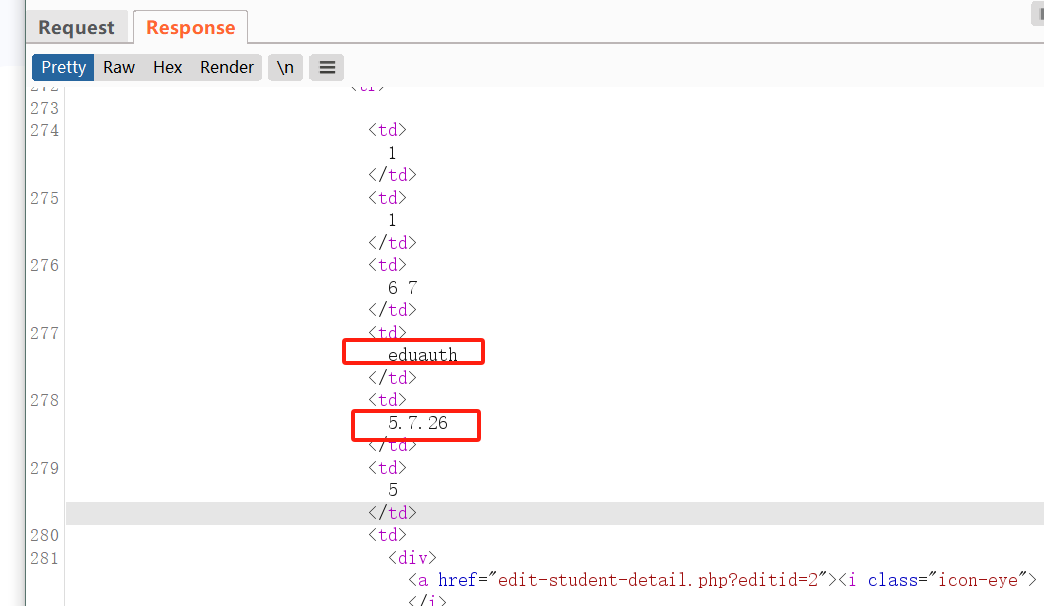 Request Response
Pretty Raw Hex Render \n
272 <tr>
273
274 <td>
1
</td>
275 <td>
1
</td>
276 <td>
6 7
</td>
277 <td>
eduauth
</td>
278 <td>
5.7.26
</td>
279 <td>
5
</td>
280 <td>
281 <div>
<a href="edit-student-detail.php?editid=2"><i class="icon-eye">
</i>